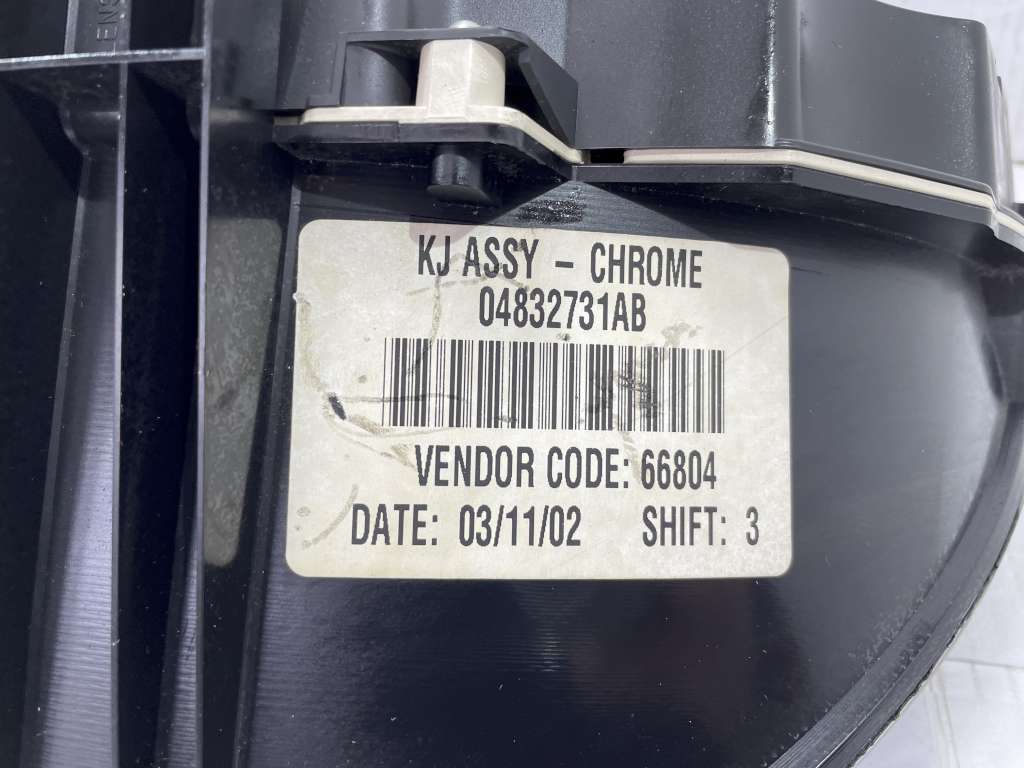 KJ ASSY – CHROME
04832731AB
VENDOR CODE: 66804
DATE: 03/11/02 SHIFT: 3